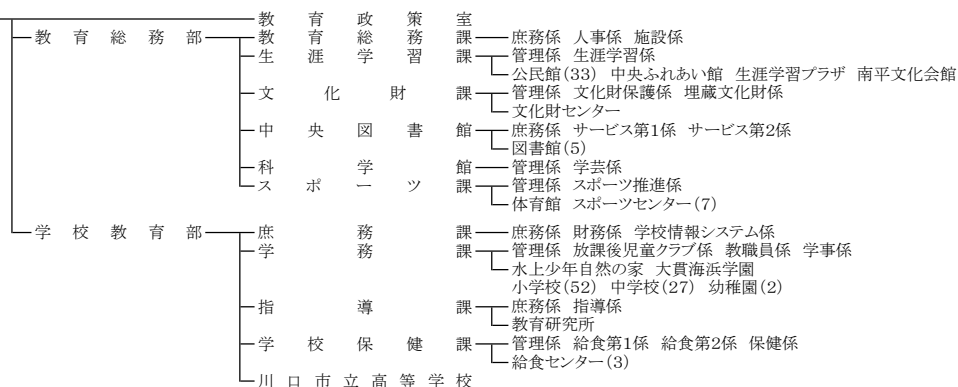 教育政策室
教育総務部 教育総務課 庶務係 人事係 施設係
生涯学習課 管理係 生涯学習係
公民館(33) 中央ふれあい館 生涯学習プラザ 南平文化会館
文化財課 管理係 文化財保護係 埋蔵文化財係
文化財センター
中央図書館 庶務係 サービス第1係 サービス第2係
図書館(5)
科学館 管理係 学芸係
スポーツ課 管理係 スポーツ推進係
体育館 スポーツセンター(7)
学校教育部 庶務課 庶務係 財務係 学校情報システム係
学務課 管理係 放課後児童クラブ係 教職員係 学事係
水上少年自然の家 大貫海浜学園
小学校(52) 中学校(27) 幼稚園(2)
指導課 庶務係 指導係
教育研究所
学校保健課 管理係 給食第1係 給食第2係 保健係
給食センター(3)
川口市立高等学校